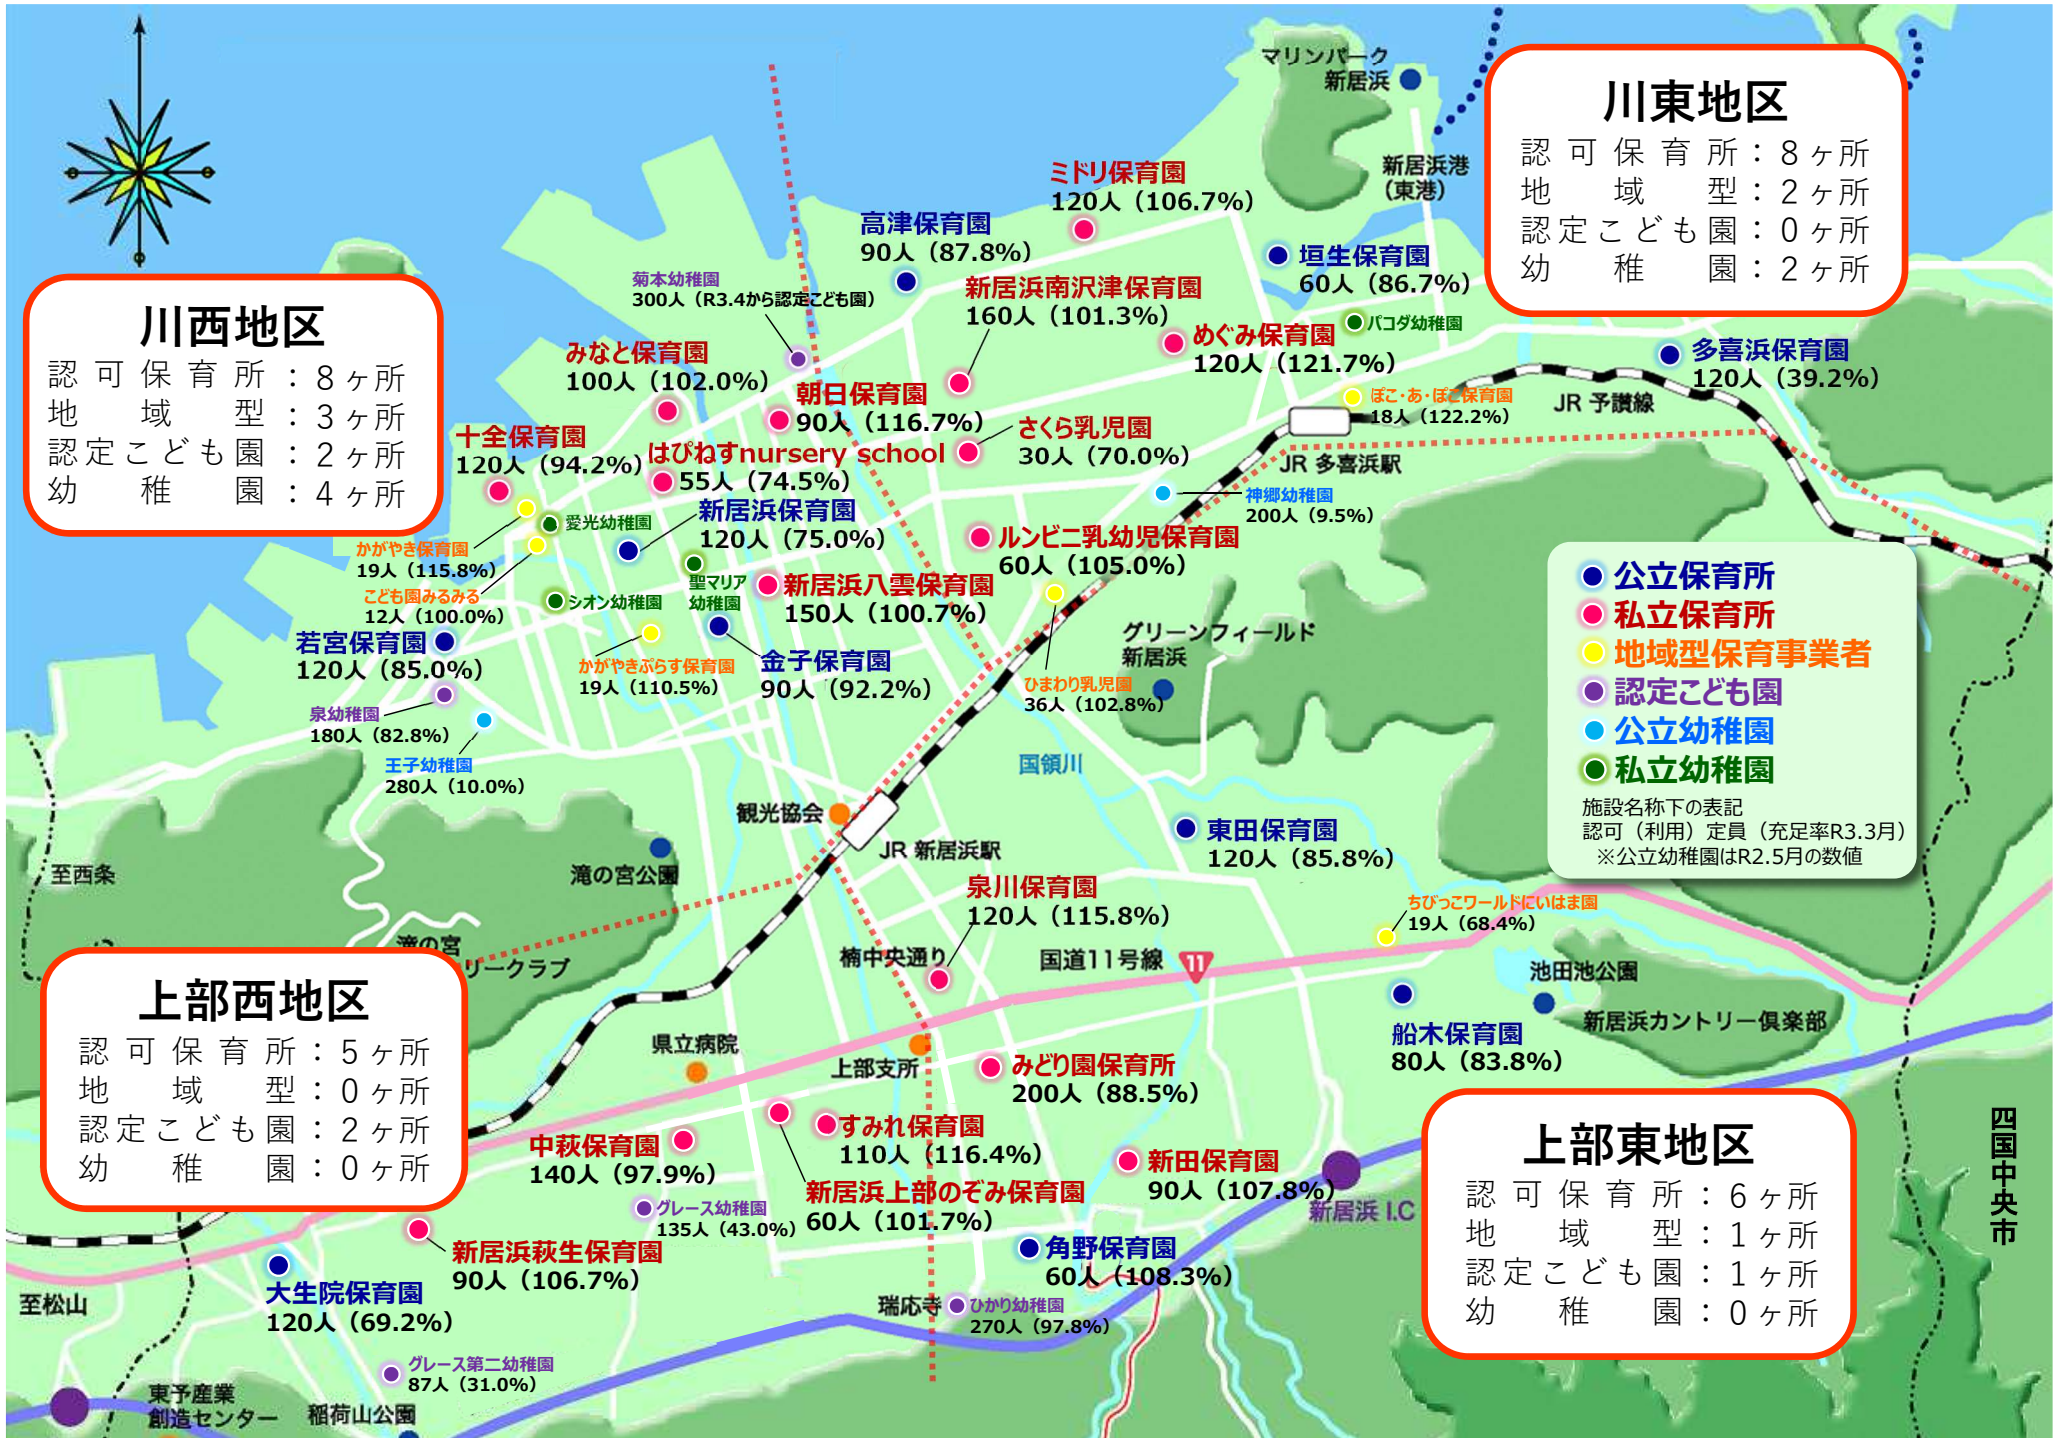 マリンパーク
新居浜
川東地区
認可保育所：8ヶ所
地域型：2ヶ所
認定こども園：0ヶ所
幼稚園：2ヶ所
新居浜港
（東港）
ミドリ保育園
120人（106.7%）
高津保育園
90人（87.8%）
垣生保育園
60人（86.7%）
菊本幼稚園
300人（R3.4から認定こども園）
新居浜南沢津保育園
160人（101.3%）
パコダ幼稚園
めぐみ保育園
120人（121.7%）
多喜浜保育園
120人（39.2%）
川西地区
認可保育所：8ヶ所
地域型：3ヶ所
認定こども園：2ヶ所
幼稚園：4ヶ所
みなと保育園
100人（102.0%）
朝日保育園
90人（116.7%）
ぽこ・あ・ぽこ保育園
18人（122.2%）
JR 予讃線
十全保育園
120人（94.2%）
はぴねすnursery school
55人（74.5%）
さくら乳児園
30人（70.0%）
JR 多喜浜駅
神郷幼稚園
200人（9.5%）
愛光幼稚園
新居浜保育園
120人（75.0%）
ルンビニ乳幼児保育園
60人（105.0%）
かがやき保育園
19人（115.8%）
こども園みるみる
12人（100.0%）
シオン幼稚園
聖マリア
幼稚園
新居浜八雲保育園
150人（100.7%）
若宮保育園
120人（85.0%）
かがやきぷらす保育園
19人（110.5%）
金子保育園
90人（92.2%）
グリーンフィールド
新居浜
ひまわり乳児園
36人（102.8%）
泉幼稚園
180人（82.8%）
王子幼稚園
280人（10.0%）
国領川
公立保育所
私立保育所
地域型保育事業者
認定こども園
公立幼稚園
私立幼稚園
施設名称下の表記
認可（利用）定員（充足率R3.3月）
※公立幼稚園はR2.5月の数値
観光協会
JR 新居浜駅
東田保育園
120人（85.8%）
至西条
滝の宮公園
泉川保育園
120人（115.8%）
ちびっこワールドにいはま園
19人（68.4%）
滝の宮
リークラブ
楠中央通り
国道11号線
11
池田池公園
新居浜カントリー倶楽部
船木保育園
80人（83.8%）
上部西地区
認可保育所：5ヶ所
地域型：0ヶ所
認定こども園：2ヶ所
幼稚園：0ヶ所
県立病院
上部支所
みどり園保育所
200人（88.5%）
すみれ保育園
110人（116.4%）
中萩保育園
140人（97.9%）
新居浜上部のぞみ保育園
60人（101.7%）
新田保育園
90人（107.8%）
新居浜 I.C
上部東地区
認可保育所：6ヶ所
地域型：1ヶ所
認定こども園：1ヶ所
幼稚園：0ヶ所
四国中央市
グレース幼稚園
135人（43.0%）
新居浜萩生保育園
90人（106.7%）
角野保育園
60人（108.3%）
大生院保育園
120人（69.2%）
至松山
瑞応寺
ひかり幼稚園
270人（97.8%）
グレース第二幼稚園
87人（31.0%）
東予産業
創造センター
稲荷山公園